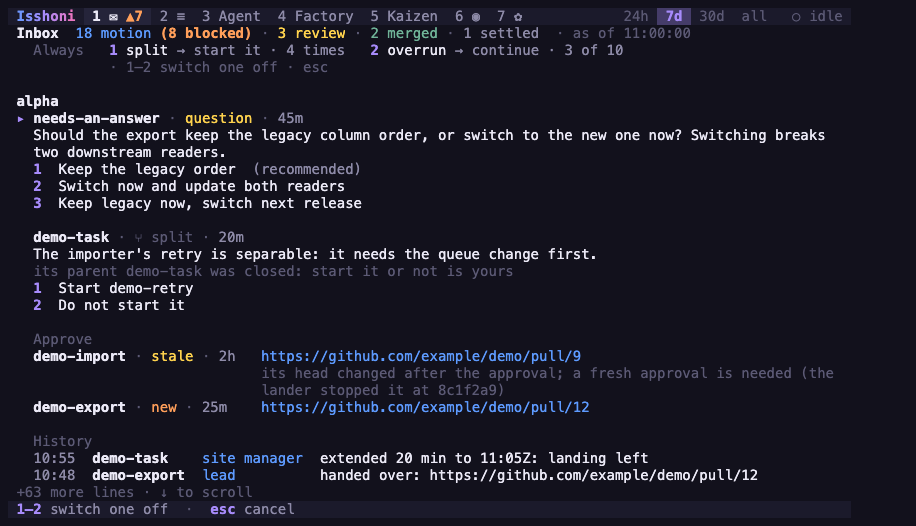 Isshoni  1 ✉ ▲7  2 ≡  3 Agent  4 Factory  5 Kaizen  6 ◉  7 ✿  24h  7d  30d  all  ○ idle
Inbox  18 motion (8 blocked) · 3 review · 2 merged · 1 settled  · as of 11:00:00
Always  1 split → start it · 4 times  2 overrun → continue · 3 of 10
· 1–2 switch one off · esc
alpha
▸ needs-an-answer · question · 45m
Should the export keep the legacy column order, or switch to the new one now? Switching breaks
two downstream readers.
1  Keep the legacy order  (recommended)
2  Switch now and update both readers
3  Keep legacy now, switch next release
demo-task · ⑂ split · 20m
The importer's retry is separable: it needs the queue change first.
its parent demo-task was closed: start it or not is yours
1  Start demo-retry
2  Do not start it
Approve
demo-import · stale · 2h  https://github.com/example/demo/pull/9
its head changed after the approval; a fresh approval is needed (the
lander stopped it at 8c1f2a9)
demo-export · new · 25m  https://github.com/example/demo/pull/12
History
10:55  demo-task  site manager  extended 20 min to 11:05Z: landing left
10:48  demo-export  lead  handed over: https://github.com/example/demo/pull/12
+63 more lines · ↓ to scroll
1–2 switch one off  ·  esc cancel